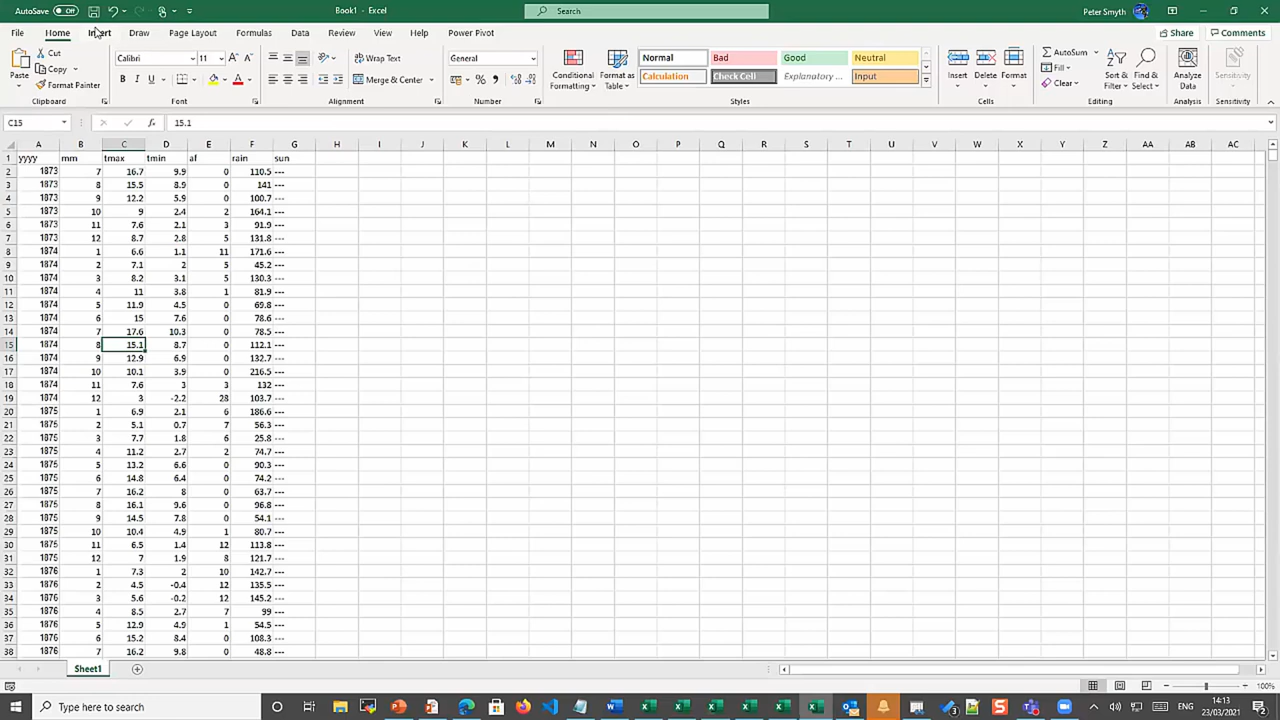 AutoSave Off Book1 - Excel Search Peter Smyth
File Home Insert Draw Page Layout Formulas Data Review View Help Power Pivot Share Comments
Paste Cut Copy Format Painter Clipboard
Calibri 11 B I U Font
Wrap Text Merge & Center Alignment
General % Number
Conditional Formatting Format as Table Normal Bad Good Neutral Calculation Check Cell Explanatory ... Input Styles
Insert Delete Format Cells
AutoSum Fill Clear Sort & Filter Find & Select Editing
Analyze Data Analysis Sensitivity Sensitivity
C15 fx 15.1
A B C D E F G H I J K L M N O P Q R S T U V W X Y Z AA AB AC
1 yyyy mm tmax tmin af rain sun
2 1873 7 16.7 9.9 0 110.5 ---
3 1873 8 15.5 8.9 0 141 ---
4 1873 9 12.2 5.9 0 100.7 ---
5 1873 10 9 2.4 2 164.1 ---
6 1873 11 7.6 2.1 3 91.9 ---
7 1873 12 8.7 2.8 5 131.8 ---
8 1874 1 6.6 1.1 11 171.6 ---
9 1874 2 7.1 2 5 45.2 ---
10 1874 3 8.2 3.1 5 130.3 ---
11 1874 4 11 3.8 1 81.9 ---
12 1874 5 11.9 4.5 0 69.8 ---
13 1874 6 15 7.6 0 78.6 ---
14 1874 7 17.6 10.3 0 78.5 ---
15 1874 8 15.1 8.7 0 112.1 ---
16 1874 9 12.9 6.9 0 132.7 ---
17 1874 10 10.1 3.9 0 216.5 ---
18 1874 11 7.6 3 3 132 ---
19 1874 12 3 -2.2 28 103.7 ---
20 1875 1 6.9 2.1 6 186.6 ---
21 1875 2 5.1 0.7 7 56.3 ---
22 1875 3 7.7 1.8 6 25.8 ---
23 1875 4 11.2 2.7 2 74.7 ---
24 1875 5 13.2 6.6 0 90.3 ---
25 1875 6 14.8 6.4 0 74.2 ---
26 1875 7 16.2 8 0 63.7 ---
27 1875 8 16.1 9.6 0 96.8 ---
28 1875 9 14.5 7.8 0 54.1 ---
29 1875 10 10.4 4.9 1 80.7 ---
30 1875 11 6.5 1.4 12 113.8 ---
31 1875 12 7 1.9 8 121.7 ---
32 1876 1 7.3 2 10 142.7 ---
33 1876 2 4.5 -0.4 12 135.5 ---
34 1876 3 5.6 -0.2 12 145.2 ---
35 1876 4 8.5 2.7 7 99 ---
36 1876 5 12.9 4.9 1 54.5 ---
37 1876 6 15.2 8.4 0 108.3 ---
38 1876 7 16.2 9.8 0 48.8 ---
Sheet1
100%
Type here to search 14:13
23/03/2021